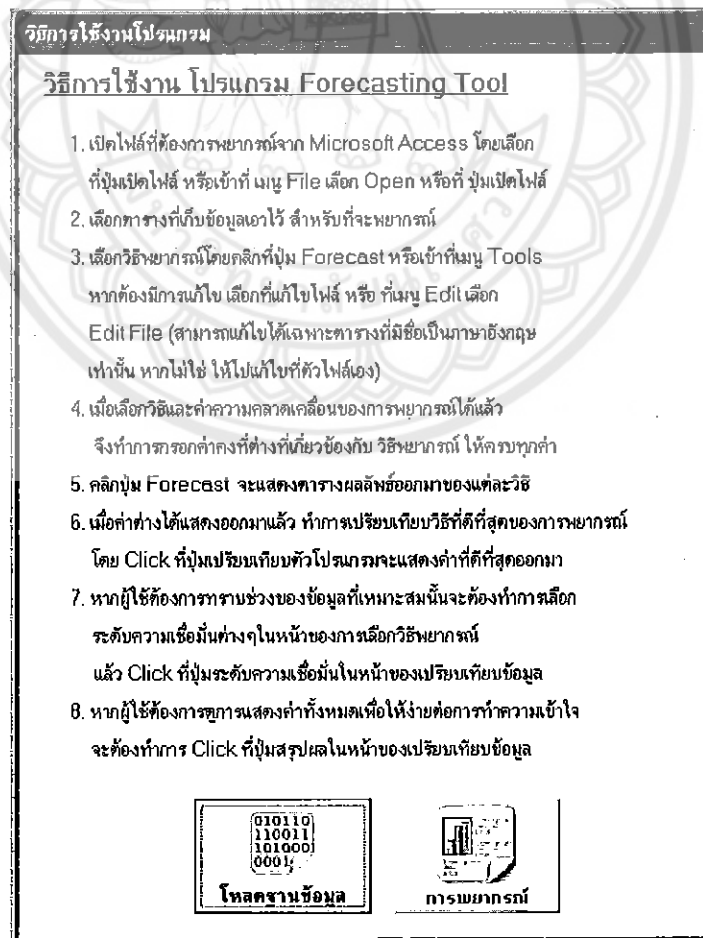 วิธีการใช้งานโปรแกรม
วิธีการใช้งาน โปรแกรม Forecasting Tool
1. เปิดไฟล์ที่ต้องการพยากรณ์จาก Microsoft Access โดยเลือก
ที่ปุ่มเปิดไฟล์ หรือเข้าที่ เมนู File เลือก Open หรือที่ ปุ่มเปิดไฟล์
2. เลือกตารางที่เก็บข้อมูลเอาไว้ สำหรับที่จะพยากรณ์
3. เลือกวิธีพยากรณ์โดยคลิกที่ปุ่ม Forecast หรือเข้าที่เมนู Tools
หากต้องมีการแก้ไข เลือกที่แก้ไขไฟล์ หรือ ที่เมนู Edit เลือก
Edit File (สามารถแก้ไขได้เฉพาะตารางที่มีชื่อเป็นภาษาอังกฤษ
เท่านั้น หากไม่ใช่ ให้ไปแก้ไขที่ตัวไฟล์เอง)
4. เมื่อเลือกวิธีและค่าความคลาดเคลื่อนของการพยากรณ์ได้แล้ว
จึงทำการกรอกค่าคงที่ต่างที่เกี่ยวข้องกับ วิธีพยากรณ์ ให้ครบทุกค่า
5. คลิกปุ่ม Forecast จะแสดงตารางผลลัพธ์ออกมาของแต่ละวิธี
6. เมื่อค่าต่างได้แสดงออกมาแล้ว ทำการเปรียบเทียบวิธีที่ดีที่สุดของการพยากรณ์
โดย Click ที่ปุ่มเปรียบเทียบตัวโปรแกรมจะแสดงค่าที่ดีที่สุดออกมา
7. หากผู้ใช้ต้องการทราบช่วงของข้อมูลที่เหมาะสมนั้นจะต้องทำการเลือก
ระดับความเชื่อมั่นต่างๆในหน้าของการเลือกวิธีพยากรณ์
แล้ว Click ที่ปุ่มระดับความเชื่อมั่นในหน้าของเปรียบเทียบข้อมูล
8. หากผู้ใช้ต้องการดูการแสดงค่าทั้งหมดเพื่อให้ง่ายต่อการทำความเข้าใจ
จะต้องทำการ Click ที่ปุ่มสรุปผลในหน้าของเปรียบเทียบข้อมูล
010110
110011
101000
0001
โหลดฐานข้อมูล
การพยากรณ์